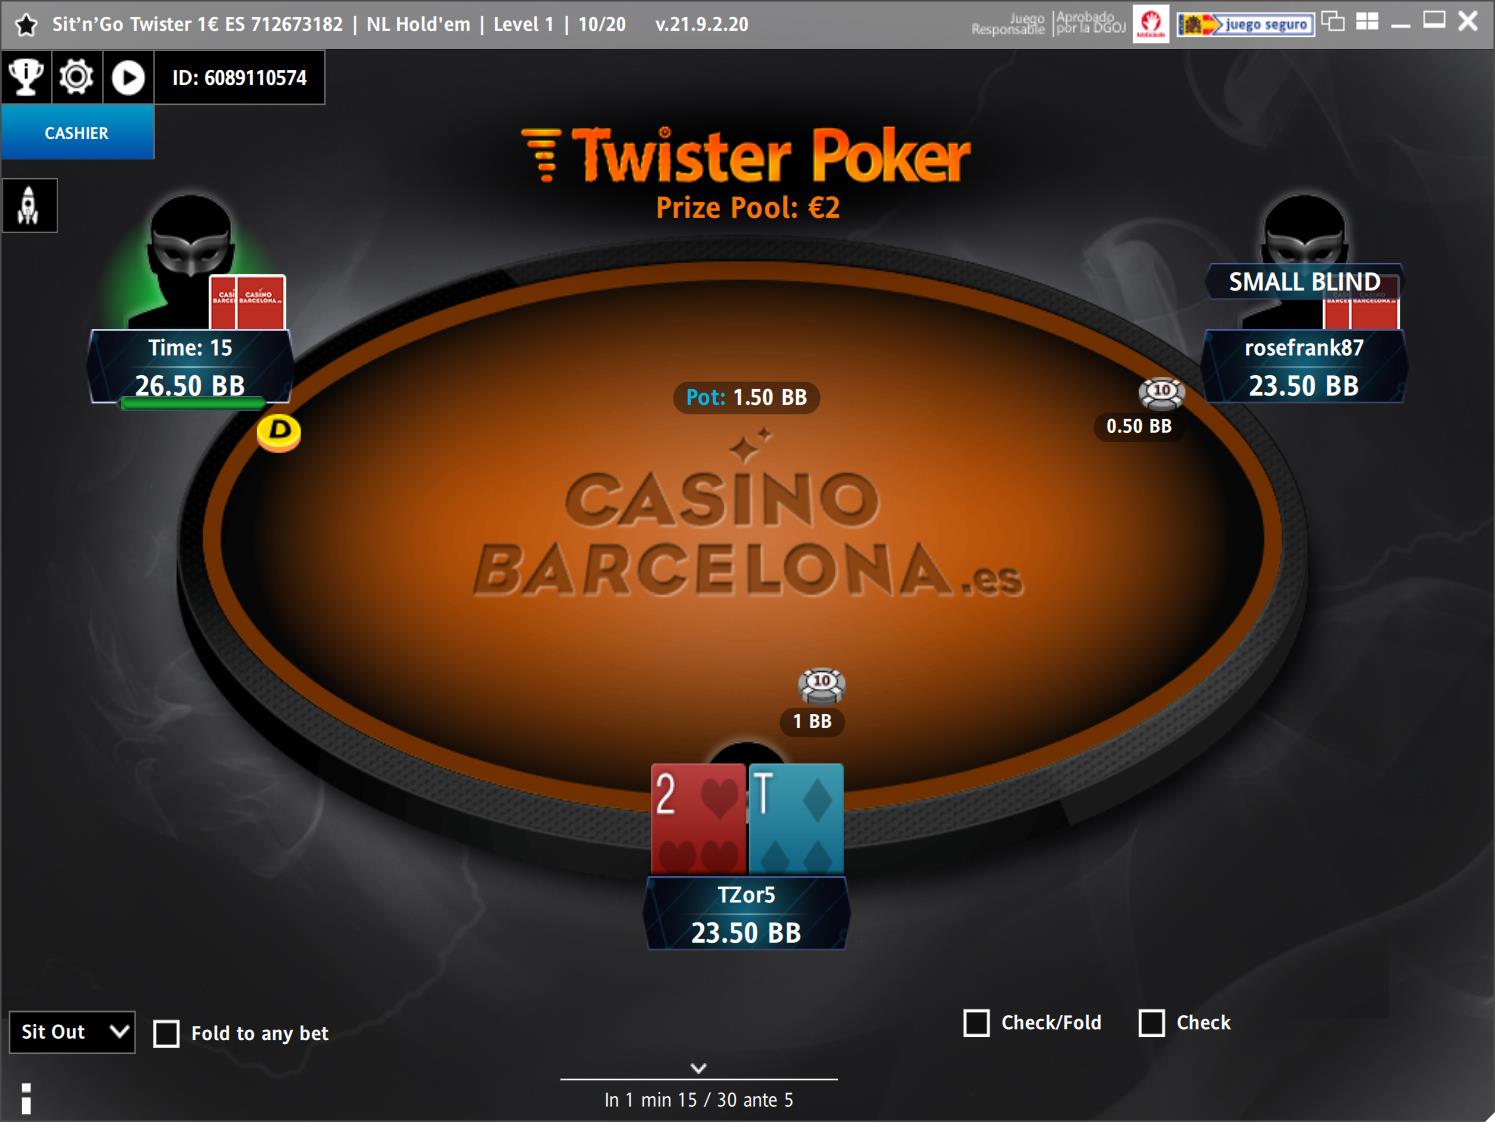 Sit'n'Go Twister 1€ ES 712673182 | NL Hold'em | Level 1 | 10/20 v.21.9.2.20
Juego Responsable
Aprobado por la DGOJ
juego seguro
ID: 6089110574
CASHIER
Twister Poker
Prize Pool: €2
CASINO BARCELONA.es
Time: 15
26.50 BB
D
SMALL BLIND
rosefrank87
23.50 BB
10
0.50 BB
Pot: 1.50 BB
CASINO
BARCELONA.es
10
1 BB
2 T
TZor5
23.50 BB
Sit Out
Fold to any bet
Check/Fold
Check
In 1 min 15 / 30 ante 5